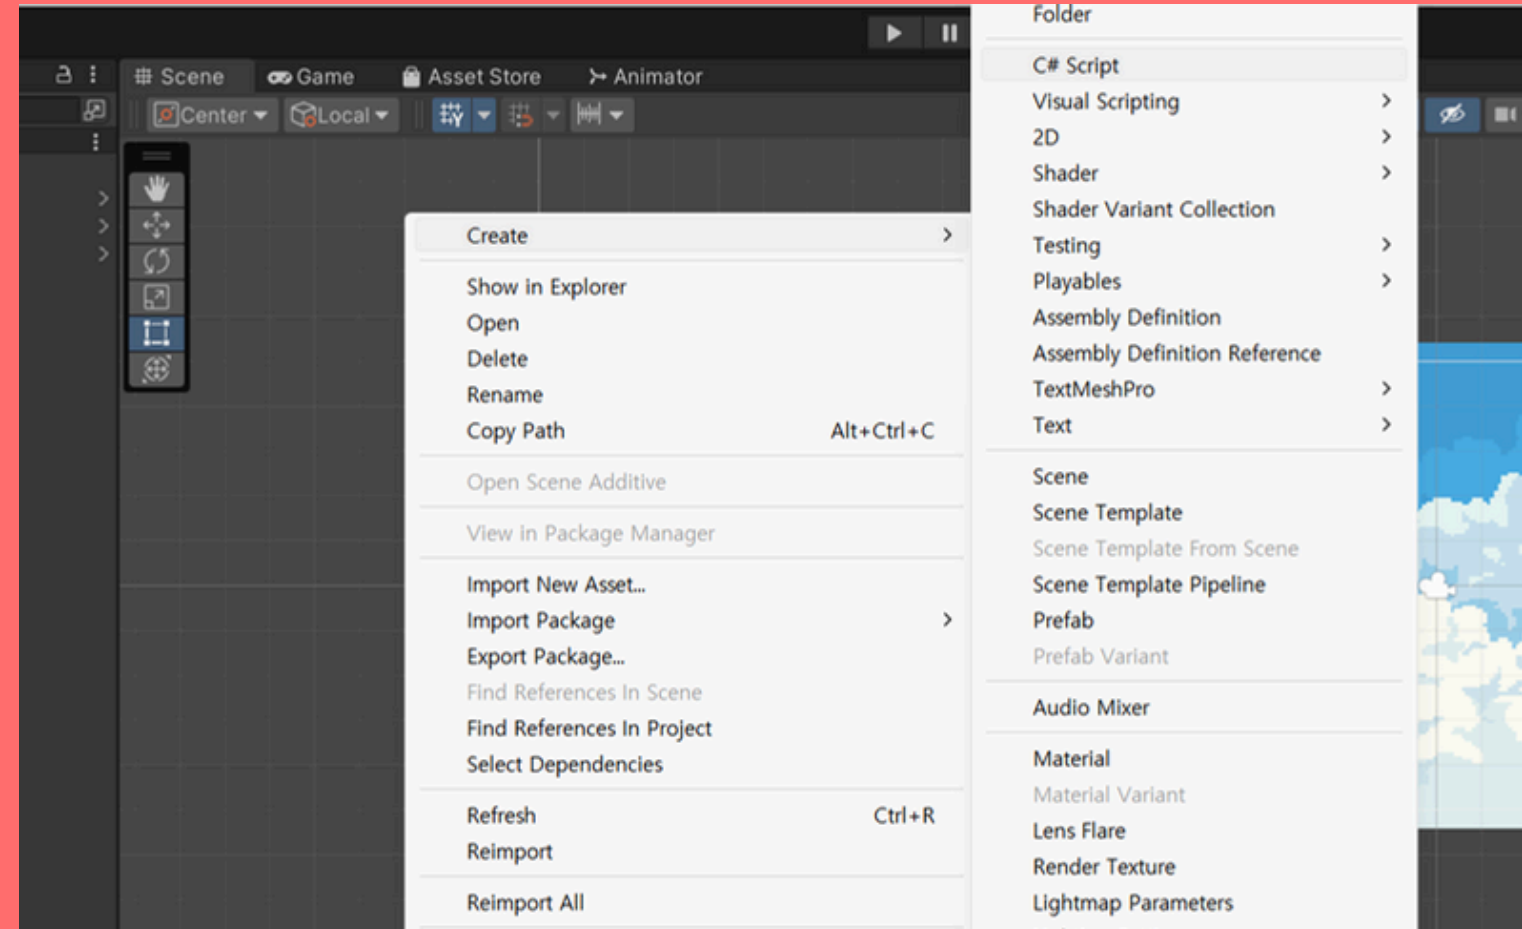 Scene
Game
Asset Store
Animator
Center
Local
Create
Show in Explorer
Open
Delete
Rename
Copy Path Alt+Ctrl+C
Open Scene Additive
View in Package Manager
Import New Asset...
Import Package
Export Package...
Find References In Scene
Find References In Project
Select Dependencies
Refresh Ctrl+R
Reimport
Reimport All
Folder
C# Script
Visual Scripting
2D
Shader
Shader Variant Collection
Testing
Playables
Assembly Definition
Assembly Definition Reference
TextMeshPro
Text
Scene
Scene Template
Scene Template From Scene
Scene Template Pipeline
Prefab
Prefab Variant
Audio Mixer
Material
Material Variant
Lens Flare
Render Texture
Lightmap Parameters